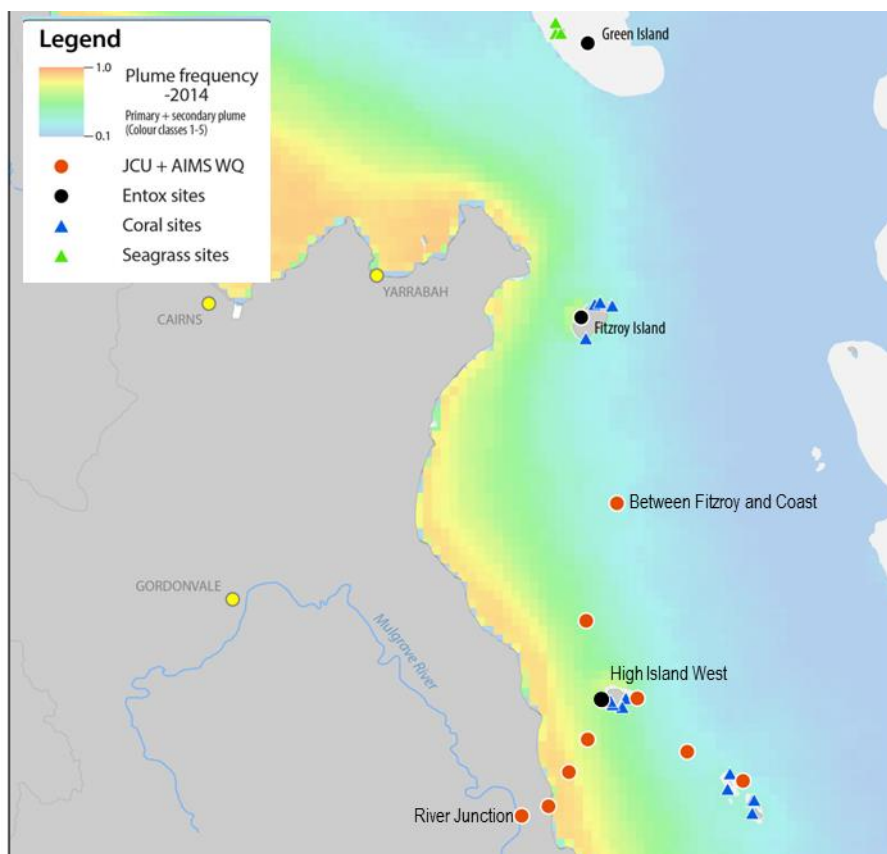 Legend
1.0
Plume frequency
-2014
Primary + secondary plume
(Colour classes 1-5)
0.1
JCU + AIMS WQ
Entox sites
Coral sites
Seagrass sites
Green Island
YARRABAH
CAIRNS
Fitzroy Island
Between Fitzroy and Coast
GORDONVALE
Mulgrave River
High Island West
River Junction